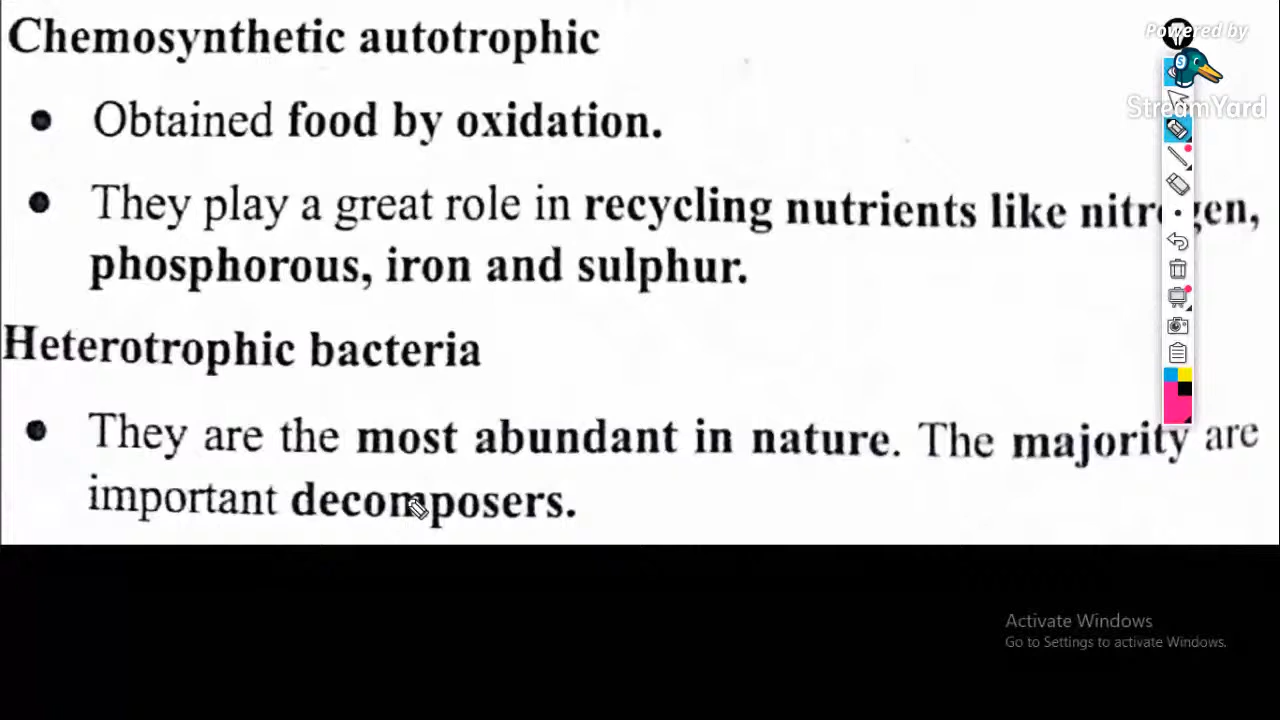 Chemosynthetic autotrophic
Powered by
• Obtained food by oxidation.
StreamYard
• They play a great role in recycling nutrients like nitrogen,
phosphorous, iron and sulphur.
Heterotrophic bacteria
• They are the most abundant in nature. The majority are
important decomposers.
Activate Windows
Go to Settings to activate Windows.